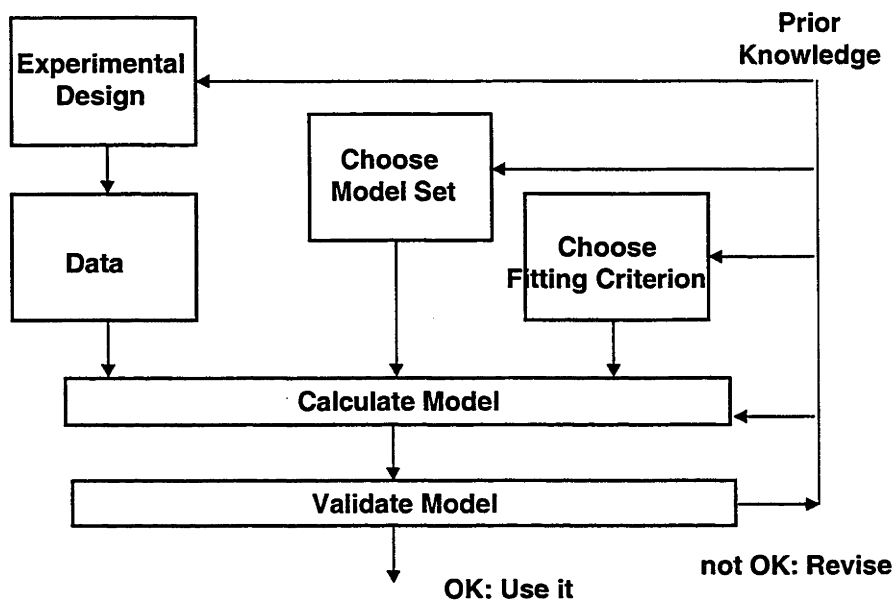 Prior
Knowledge
Experimental
Design
Choose
Model Set
Data
Choose
Fitting Criterion
Calculate Model
Validate Model
not OK: Revise
OK: Use it